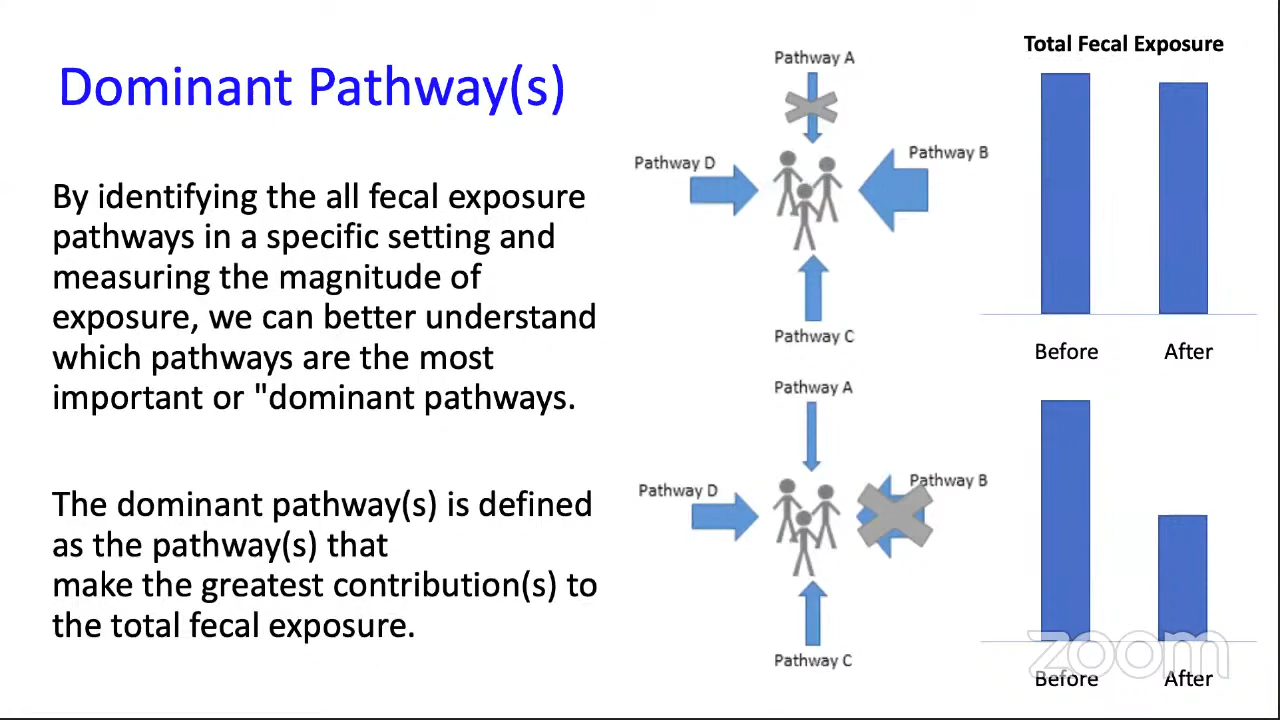 Dominant Pathway(s)
By identifying the all fecal exposure
pathways in a specific setting and
measuring the magnitude of
exposure, we can better understand
which pathways are the most
important or "dominant pathways.
The dominant pathway(s) is defined
as the pathway(s) that
make the greatest contribution(s) to
the total fecal exposure.
Pathway A
Pathway D
Pathway B
Pathway C
Total Fecal Exposure
Before
After
Pathway A
Pathway D
Pathway B
Pathway C
Before
After
zoom